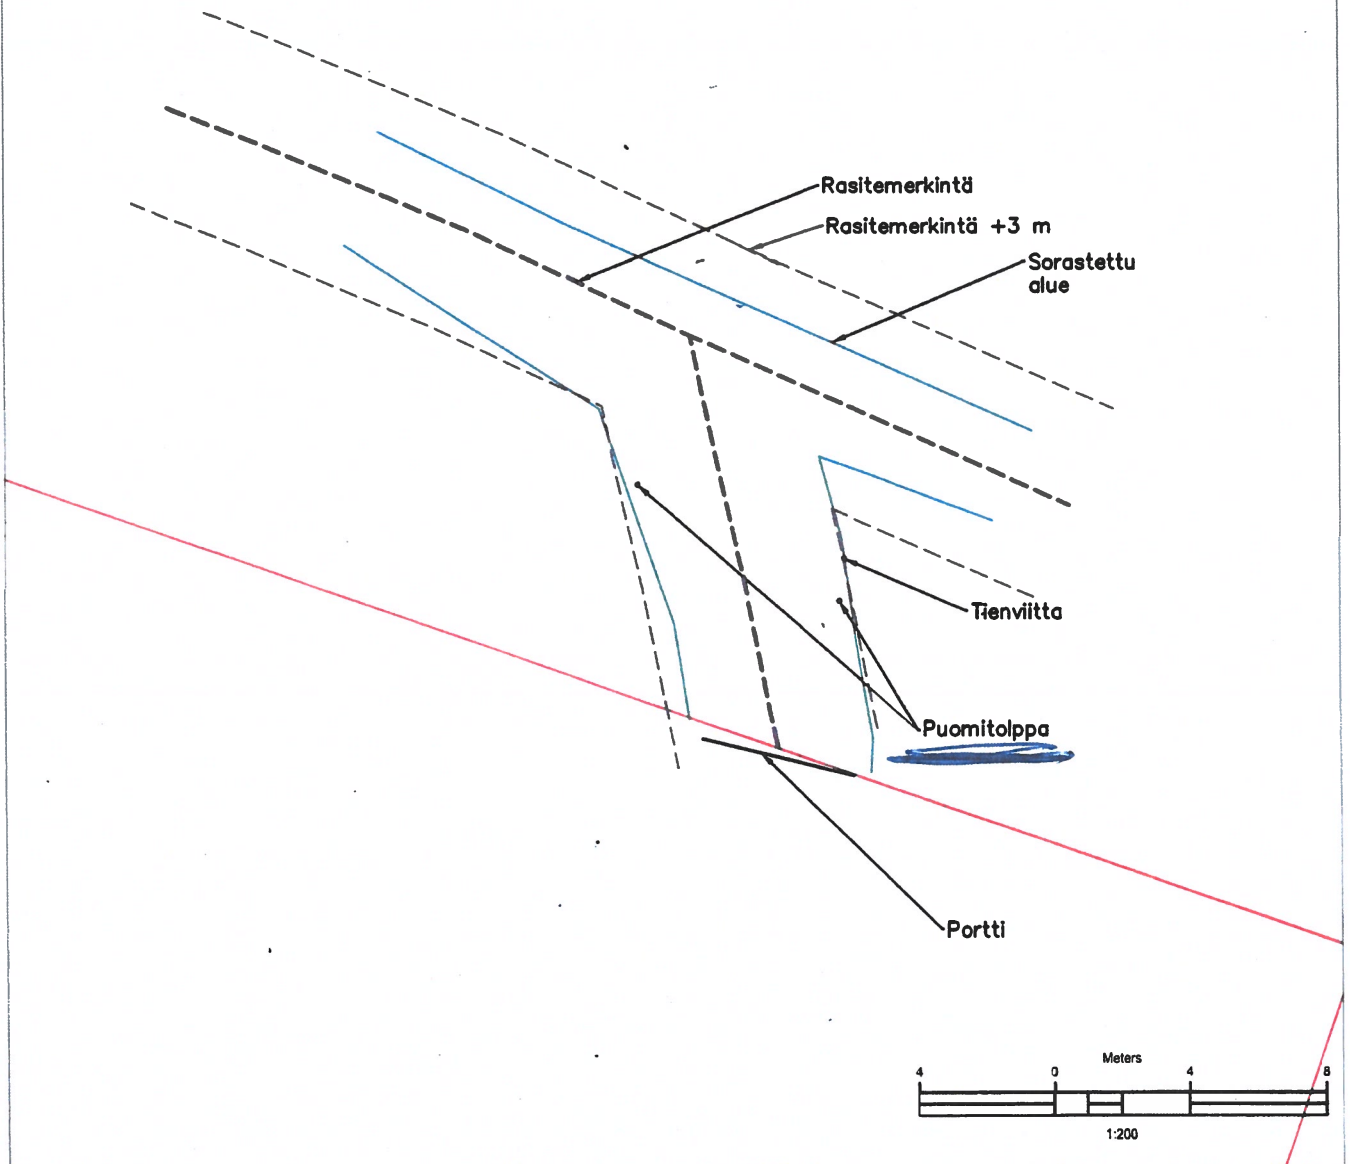 Rasitemerkintä
Rasitemerkintä +3 m
Sorastettu
alue
Tienviitta
Puomitolppa
Portti
Meters
4 0 4 8
1:200